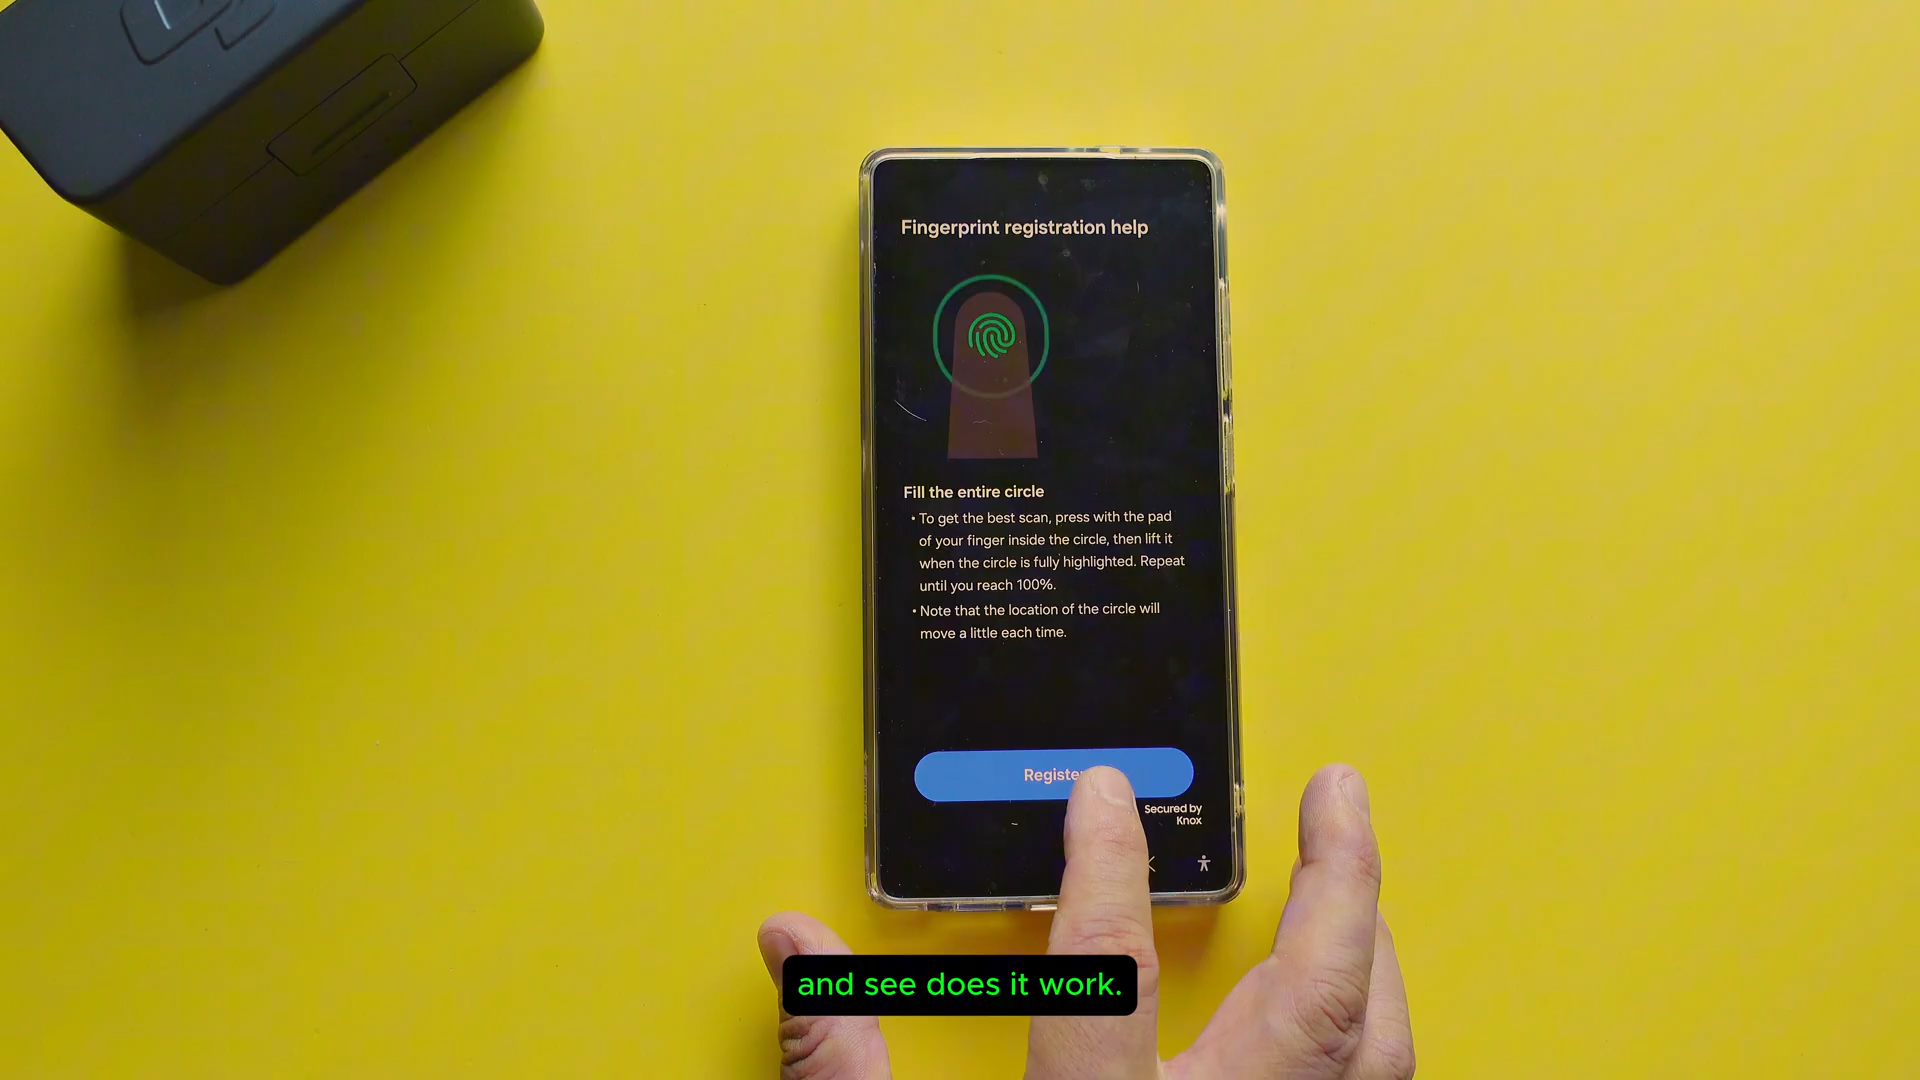 Fingerprint registration help
Fill the entire circle
• To get the best scan, press with the pad
of your finger inside the circle, then lift it
when the circle is fully highlighted. Repeat
until you reach 100%.
• Note that the location of the circle will
move a little each time.
Register
Secured by
Knox
and see does it work.